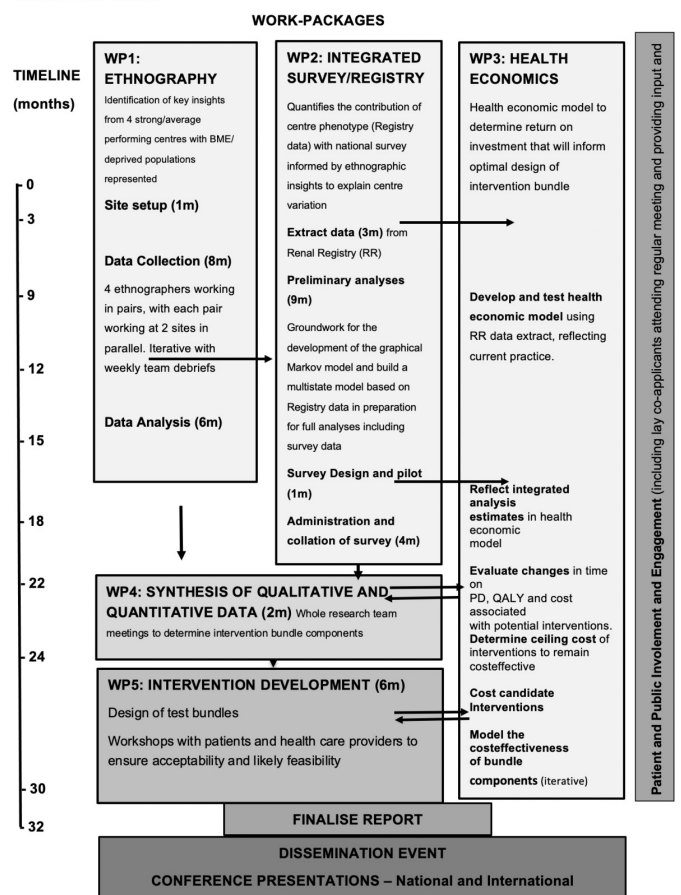 WORK-PACKAGES
TIMELINE
(months)
0
3
9
12
15
18
22
24
30
32
WP1:
ETHNOGRAPHY
Identification of key insights
from 4 strong/average
performing centres with BME/
deprived populations
represented
Site setup (1m)
Data Collection (8m)
4 ethnographers working
in pairs, with each pair
working at 2 sites in
parallel. Iterative with
weekly team debriefs
Data Analysis (6m)
WP2: INTEGRATED
SURVEY/REGISTRY
Quantifies the contribution of
centre phenotype (Registry
data) with national survey
informed by ethnographic
insights to explain centre
variation
Extract data (3m) from
Renal Registry (RR)
Preliminary analyses
(9m)
Groundwork for the
development of the graphical
Markov model and build a
multistate model based on
Registry data in preparation
for full analyses including
survey data
Survey Design and pilot
(1m)
Administration and
collation of survey (4m)
WP3: HEALTH
ECONOMICS
Health economic model to
determine return on
investment that will inform
optimal design of
intervention bundle
Develop and test health
economic model using
RR data extract, reflecting
current practice.
Reflect integrated
analysis
estimates in health
economic
model
Evaluate changes in time
on
PD, QALY and cost
associated
with potential interventions.
Determine ceiling cost of
interventions to remain
costeffective
Cost candidate
Interventions
Model the
costeffectiveness
of bundle
components (iterative)
WP4: SYNTHESIS OF QUALITATIVE AND
QUANTITATIVE DATA (2m) Whole research team
meetings to determine intervention bundle components
WP5: INTERVENTION DEVELOPMENT (6m)
Design of test bundles
Workshops with patients and health care providers to
ensure acceptability and likely feasibility
FINALISE REPORT
DISSEMINATION EVENT
CONFERENCE PRESENTATIONS – National and International
Patient and Public Involement and Engagement (including lay co-applicants attending regular meeting and providing input and